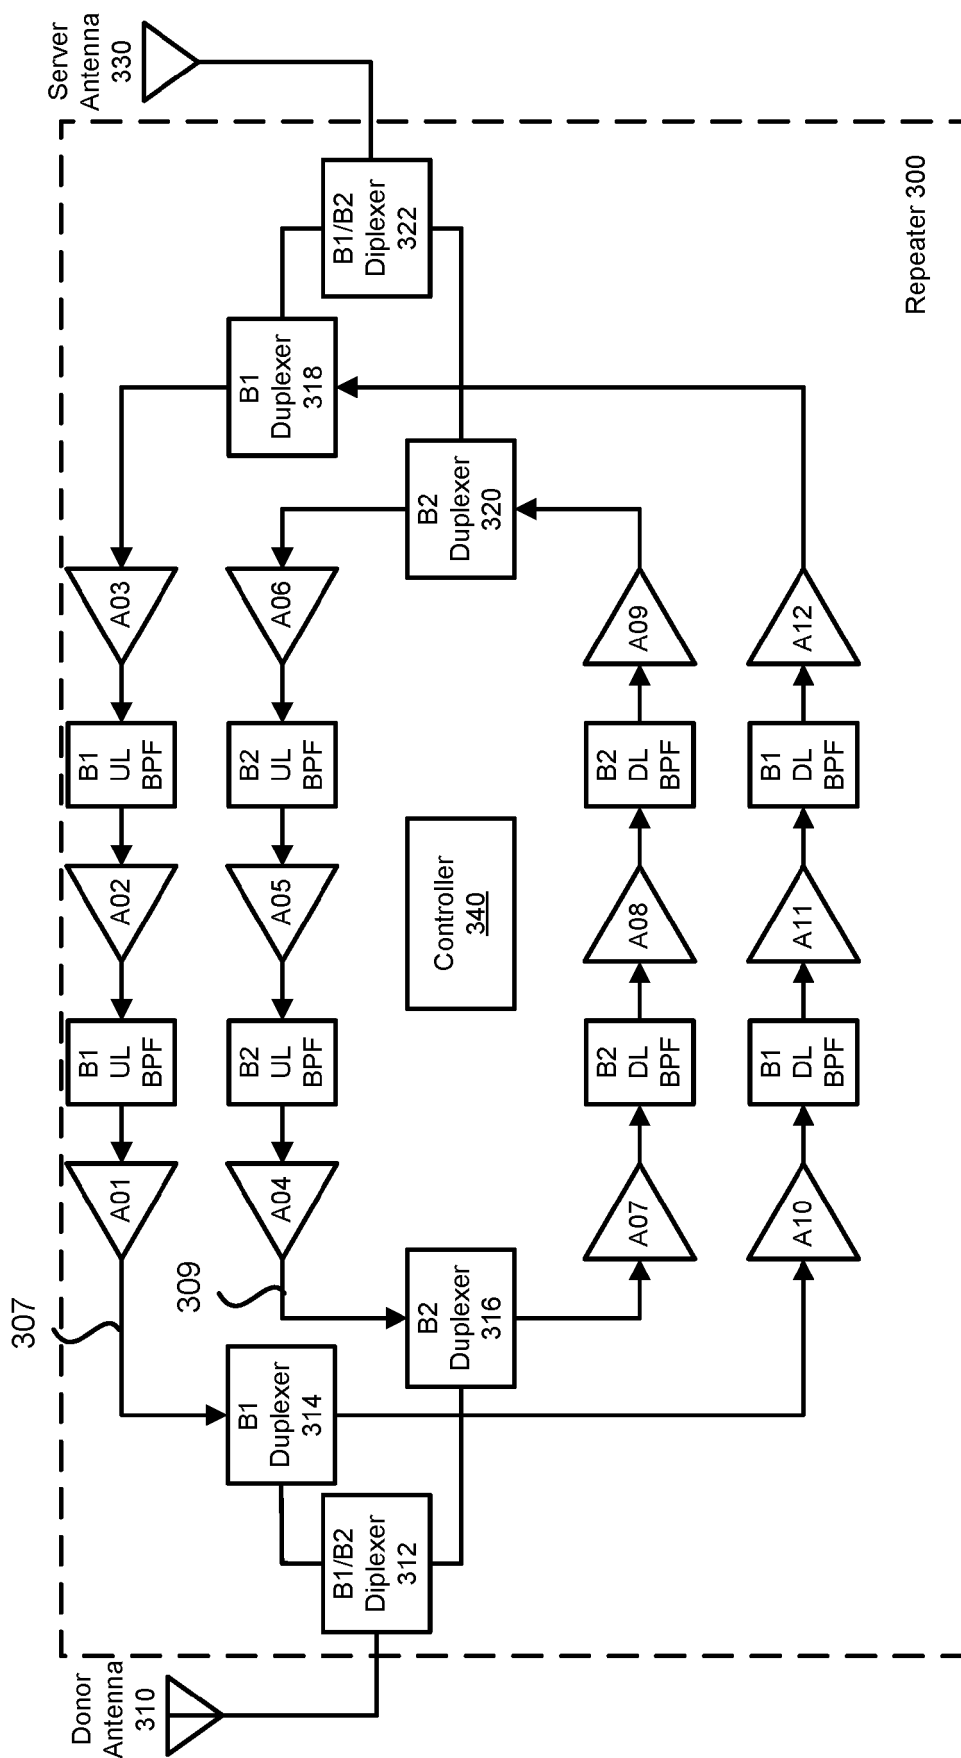 Donor
Antenna
310
Server
Antenna
330
307
309
A01
B1
UL
BPF
A02
B1
UL
BPF
A03
A04
B2
UL
BPF
A05
B2
UL
BPF
A06
B1
Duplexer
314
B1
Duplexer
318
B1/B2
Diplexer
312
B1/B2
Diplexer
322
B2
Duplexer
316
Controller
340
B2
Duplexer
320
A07
B2
DL
BPF
A08
B2
DL
BPF
A09
A10
B1
DL
BPF
A11
B1
DL
BPF
A12
Repeater 300